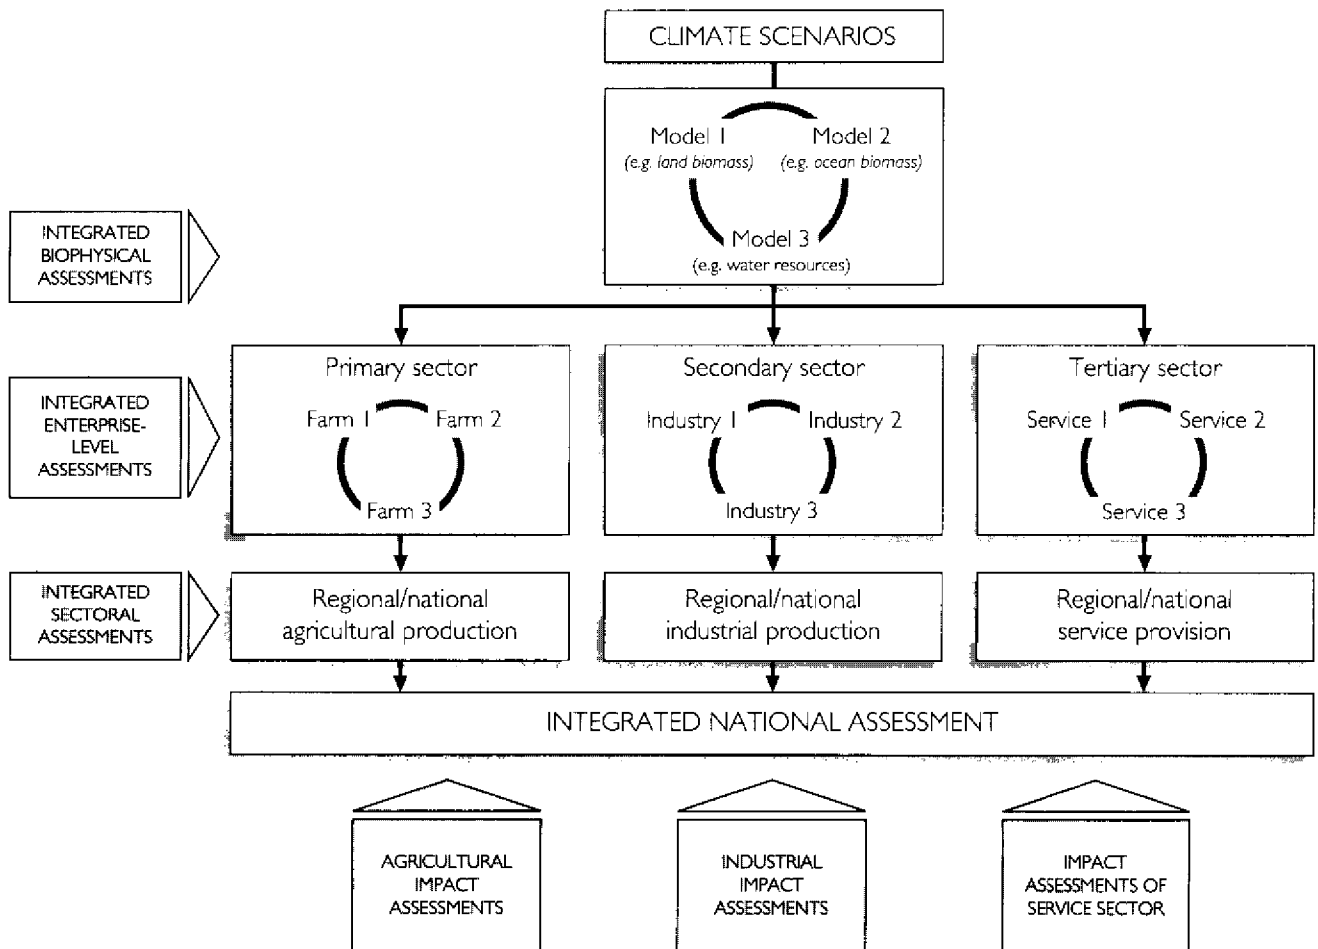 CLIMATE SCENARIOS
Model 1
(e.g. land biomass)
Model 2
(e.g. ocean biomass)
Model 3
(e.g. water resources)
INTEGRATED
BIOPHYSICAL
ASSESSMENTS
INTEGRATED
ENTERPRISE-
LEVEL
ASSESSMENTS
Primary sector
Farm 1
Farm 2
Farm 3
Secondary sector
Industry 1
Industry 2
Industry 3
Tertiary sector
Service 1
Service 2
Service 3
INTEGRATED
SECTORAL
ASSESSMENTS
Regional/national
agricultural production
Regional/national
industrial production
Regional/national
service provision
INTEGRATED NATIONAL ASSESSMENT
AGRICULTURAL
IMPACT
ASSESSMENTS
INDUSTRIAL
IMPACT
ASSESSMENTS
IMPACT
ASSESSMENTS OF
SERVICE SECTOR